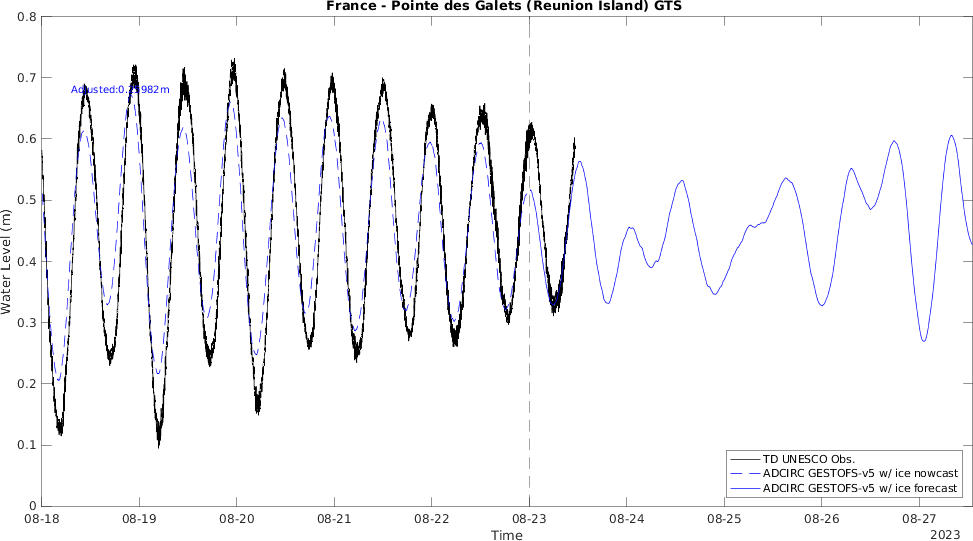 France - Pointe des Galets (Reunion Island) GTS
0.8
0.7
0.6
0.5
0.4
0.3
0.2
0.1
0
Water Level (m)
TD UNESCO Obs.
ADCIRC GESTOFS-v5 w/ ice nowcast
ADCIRC GESTOFS-v5 w/ ice forecast
08-18 08-19 08-20 08-21 08-22 08-23 08-24 08-25 08-26 08-27
Time
2023